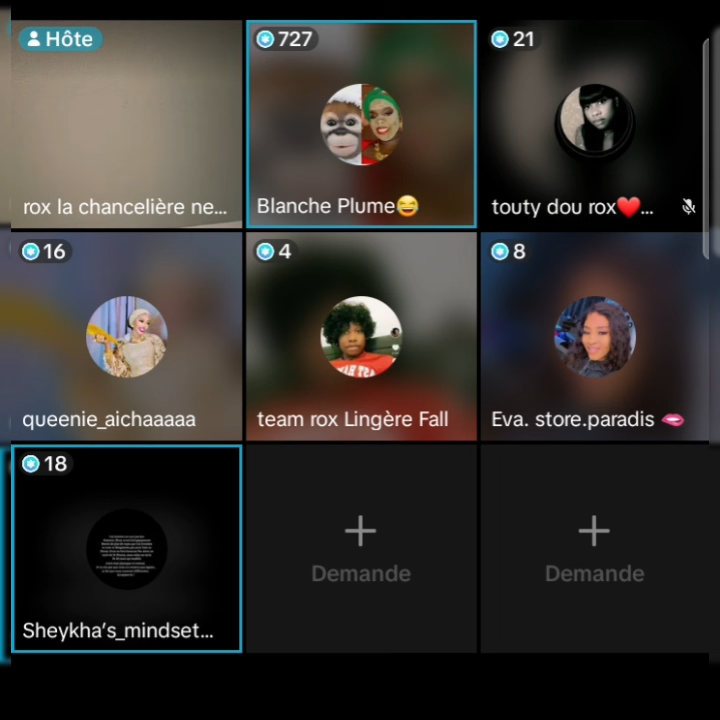 Hôte
727
21
rox la chancelière ne...
Blanche Plume😂
touty dou rox❤️...
16
4
8
queenie_aichaaaaa
team rox Lingère Fall
Eva. store.paradis 🫦
18
Demande
Demande
Sheykha's_mindset...